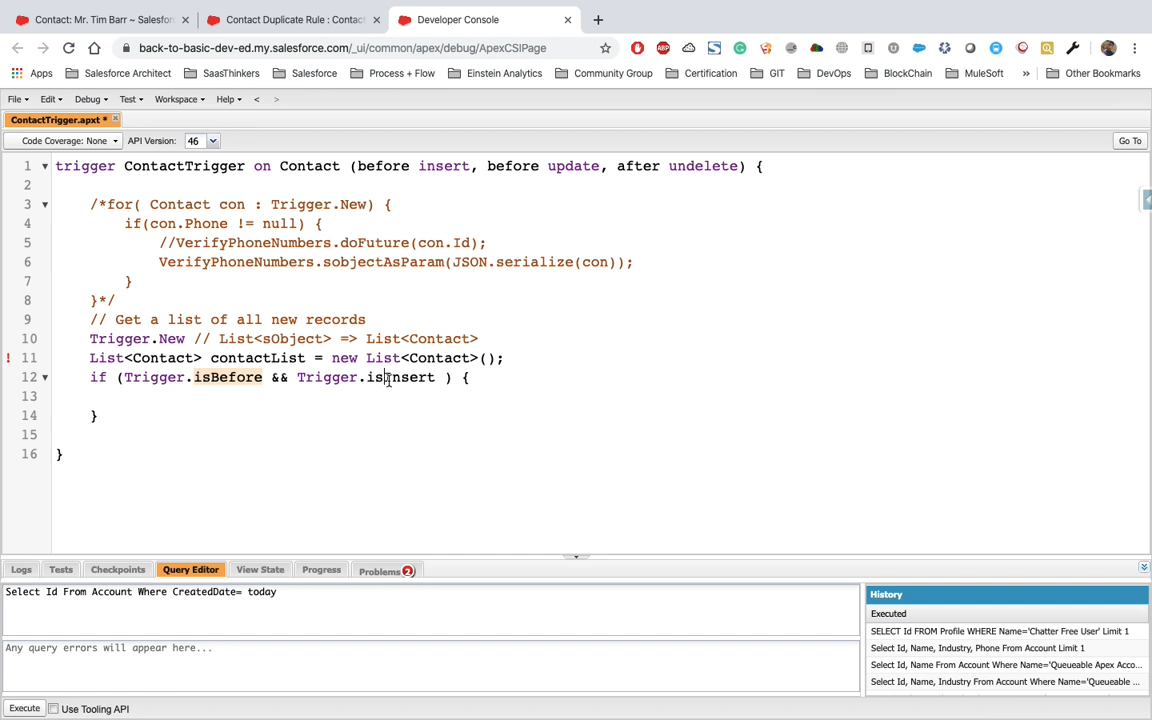 Contact: Mr. Tim Barr ~ Salesfor
Contact Duplicate Rule : Contac
Developer Console
back-to-basic-dev-ed.my.salesforce.com/_ui/common/apex/debug/ApexCSIPage
Apps Salesforce Architect SaasThinkers Salesforce Process + Flow Einstein Analytics Community Group Certification GIT DevOps BlockChain MuleSoft » Other Bookmarks
File Edit Debug Test Workspace Help < >
ContactTrigger.apxt *
Code Coverage: None API Version: 46 Go To
1 trigger ContactTrigger on Contact (before insert, before update, after undelete) {
2
3 /*for( Contact con : Trigger.New) {
4 if(con.Phone != null) {
5 //VerifyPhoneNumbers.doFuture(con.Id);
6 VerifyPhoneNumbers.sobjectAsParam(JSON.serialize(con));
7 }
8 }*/
9 // Get a list of all new records
10 Trigger.New // List<sObject> => List<Contact>
11 List<Contact> contactList = new List<Contact>();
12 if (Trigger.isBefore && Trigger.isInsert ) {
13
14 }
15
16 }
Logs Tests Checkpoints Query Editor View State Progress Problems 2
Select Id From Account Where CreatedDate= today
Any query errors will appear here...
History
Executed
SELECT Id FROM Profile WHERE Name='Chatter Free User' Limit 1
Select Id, Name, Industry, Phone From Account Limit 1
Select Id, Name From Account Where Name='Queueable Apex Acco...
Select Id, Name, Industry From Account Where Name='Queueable ...
Execute Use Tooling API